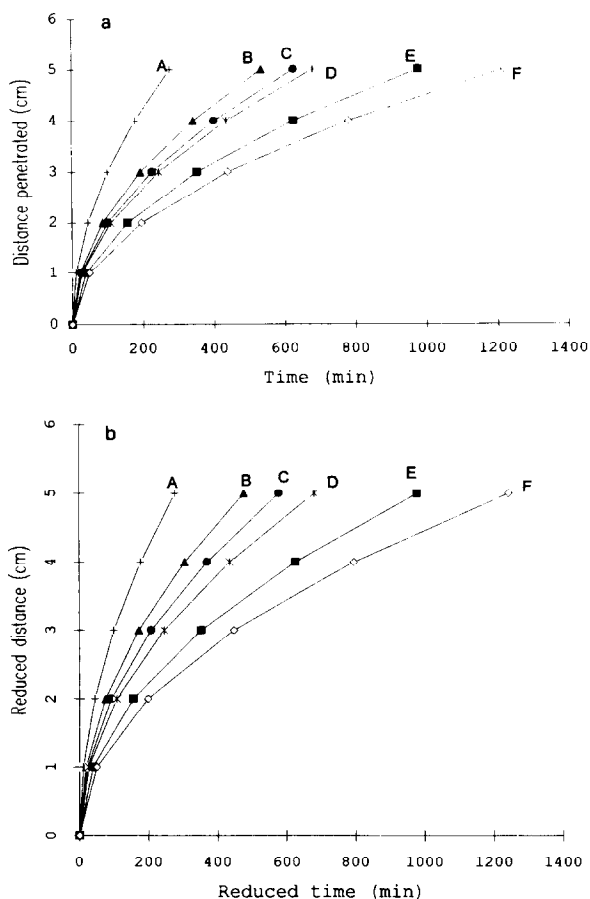 a
6
5
4
3
2
1
0
A
B
C
D
E
F
Distance penetrated (cm)
0 200 400 600 800 1000 1200 1400
Time (min)
b
6
5
4
3
2
1
0
A
B
C
D
E
F
Reduced distance (cm)
0 200 400 600 800 1000 1200 1400
Reduced time (min)